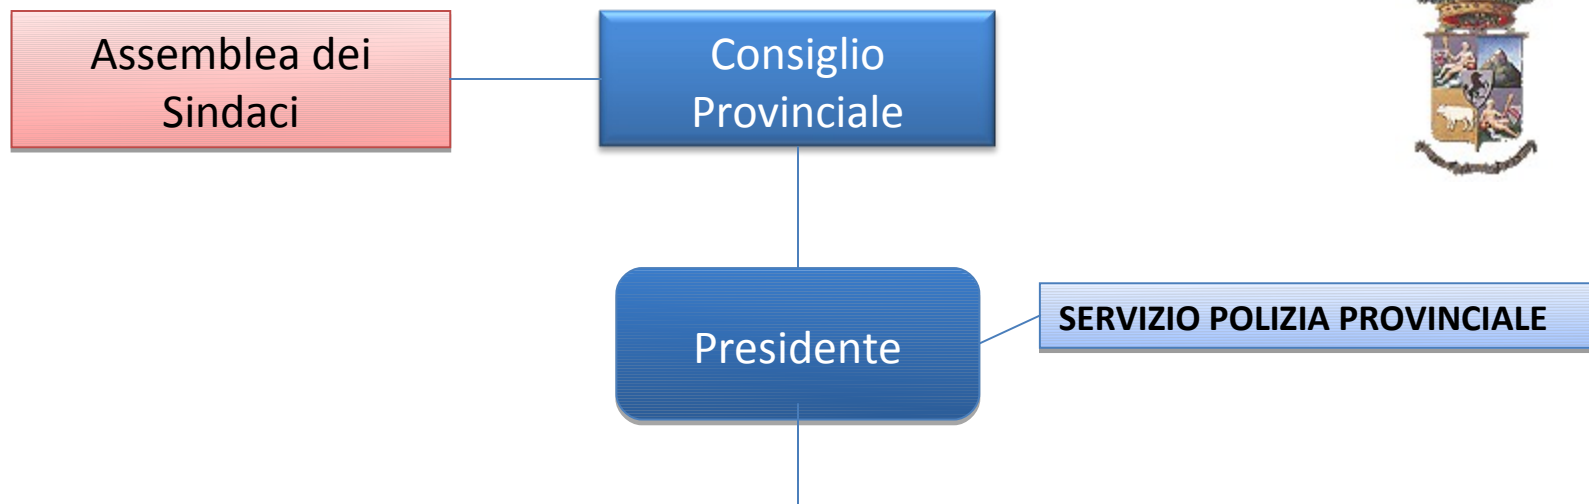 Assemblea dei
Sindaci
Consiglio
Provinciale
Presidente
SERVIZIO POLIZIA PROVINCIALE